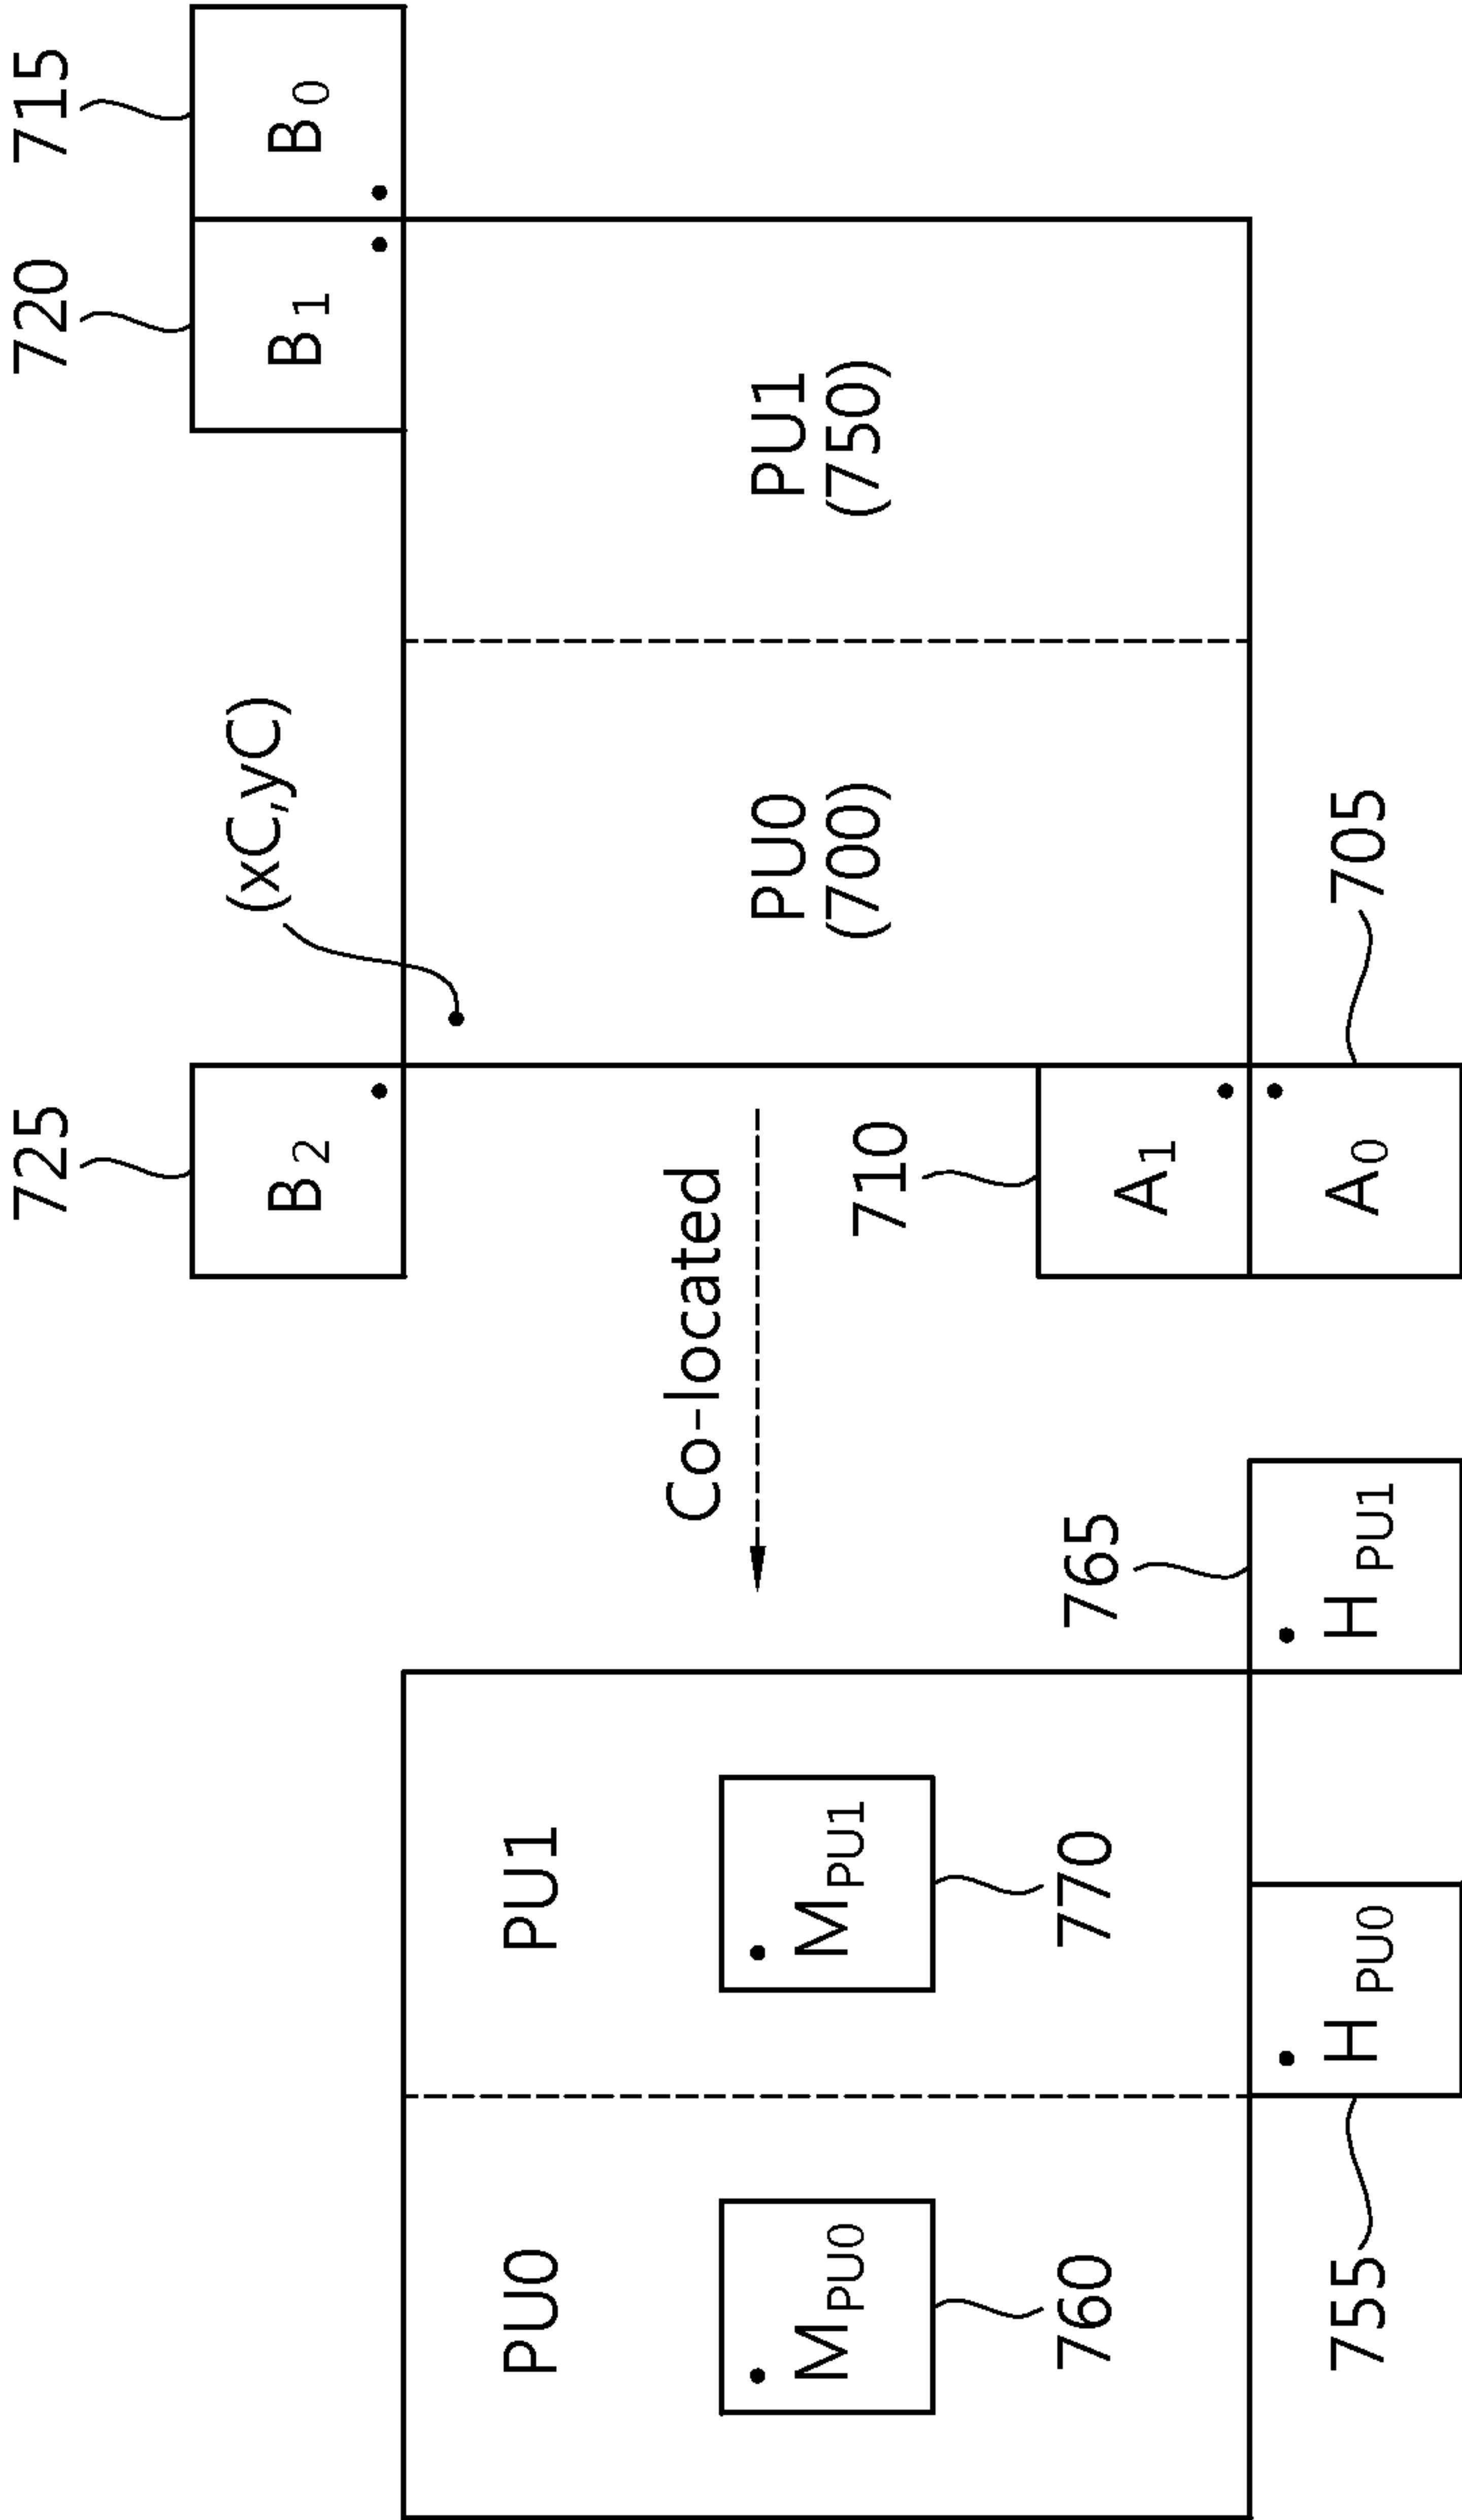 725
720
715
B2
B1
B0
(xC,yC)
PU0
PU1
Co-located
PU0
(700)
PU1
(750)
MPU0
MPU1
710
760
770
765
A1
HPU0
HPU1
A0
755
705